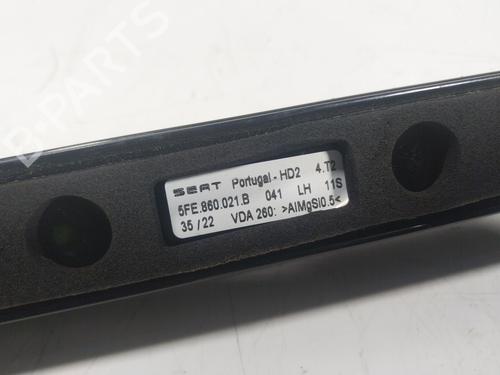 SEAT Portugal - HD2 4.T2
5FE.860.021.B 041 LH 11S
35 / 22 VDA 260: >AlMgSi0.5<
B-PARTS